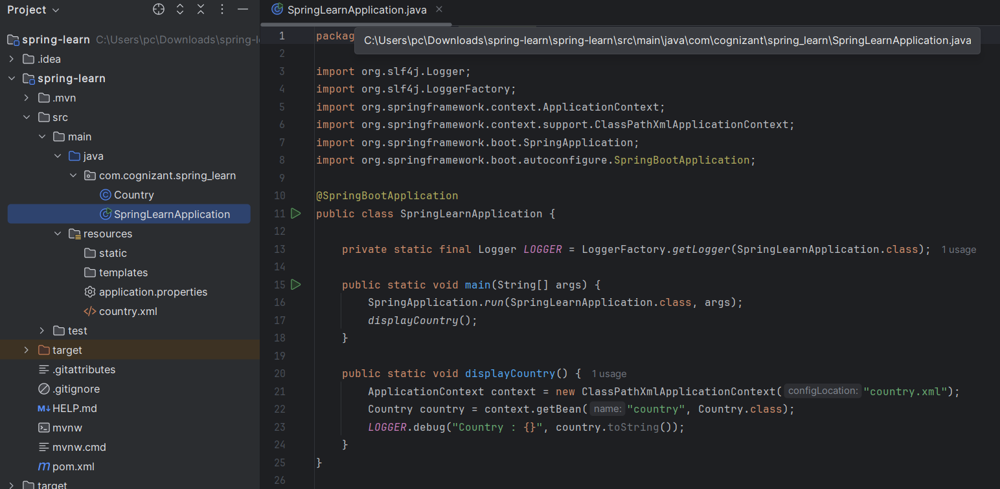 Project
SpringLearnApplication.java
spring-learn C:\Users\pc\Downloads\spring-l
.idea
spring-learn
.mvn
src
main
java
com.cognizant.spring_learn
Country
SpringLearnApplication
resources
static
templates
application.properties
country.xml
test
target
.gitattributes
.gitignore
M↓ HELP.md
mvnw
mvnw.cmd
m pom.xml
target
C:\Users\pc\Downloads\spring-learn\spring-learn\src\main\java\com\cognizant\spring_learn\SpringLearnApplication.java
1 packag
2
3 import org.slf4j.Logger;
4 import org.slf4j.LoggerFactory;
5 import org.springframework.context.ApplicationContext;
6 import org.springframework.context.support.ClassPathXmlApplicationContext;
7 import org.springframework.boot.SpringApplication;
8 import org.springframework.boot.autoconfigure.SpringBootApplication;
9
10 @SpringBootApplication
11 public class SpringLearnApplication {
12
13 private static final Logger LOGGER = LoggerFactory.getLogger(SpringLearnApplication.class); 1 usage
14
15 public static void main(String[] args) {
16 SpringApplication.run(SpringLearnApplication.class, args);
17 displayCountry();
18 }
19
20 public static void displayCountry() { 1 usage
21 ApplicationContext context = new ClassPathXmlApplicationContext( configLocation: "country.xml");
22 Country country = context.getBean( name: "country", Country.class);
23 LOGGER.debug("Country : {}", country.toString());
24 }
25 }
26